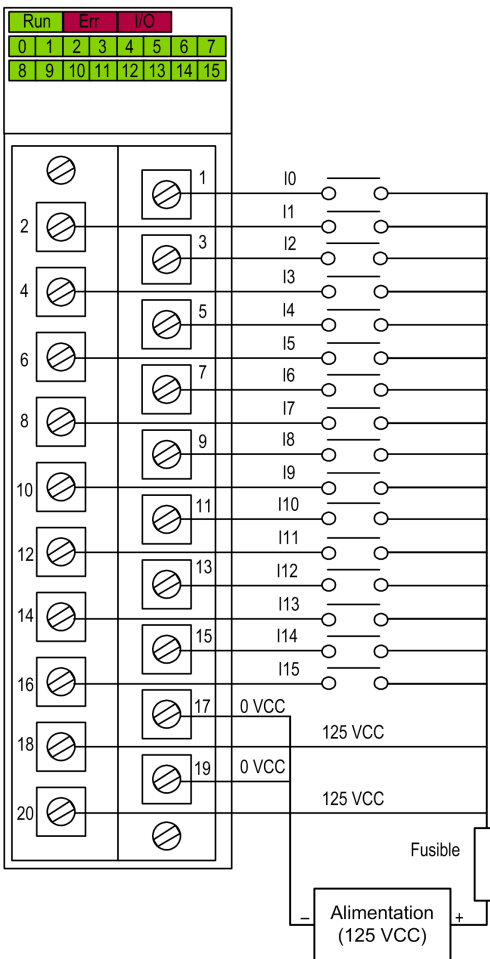 Run Err I/O
0 1 2 3 4 5 6 7
8 9 10 11 12 13 14 15
1 I0
2 I1
3 I2
4 I3
5 I4
6 I5
7 I6
8 I7
9 I8
10 I9
11 I10
12 I11
13 I12
14 I13
15 I14
16 I15
17 0 VCC
18 125 VCC
19 0 VCC
20 125 VCC
Fusible
– Alimentation +
(125 VCC)